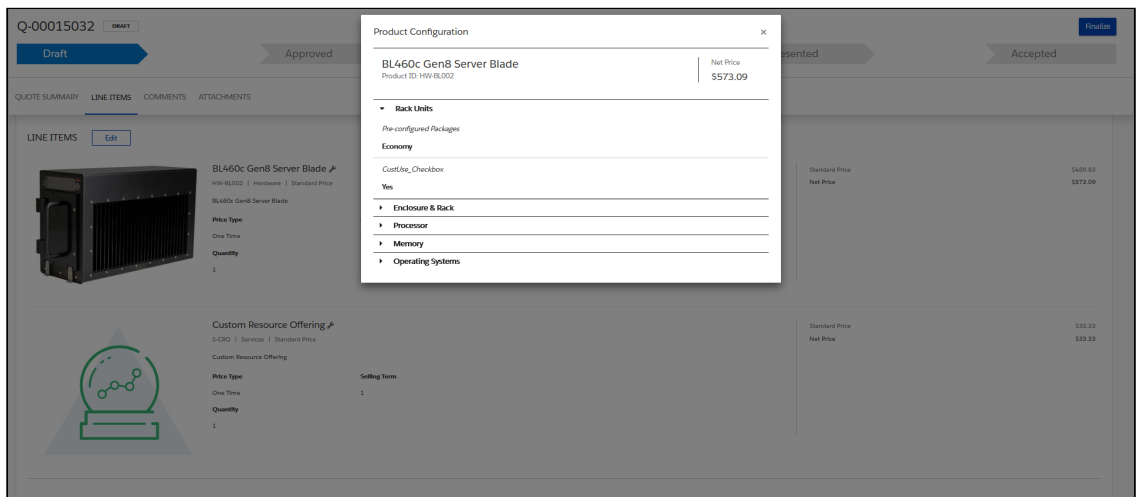 Q-00015032 DRAFT
Finalize
Draft
Approved
esented
Accepted
QUOTE SUMMARY LINE ITEMS COMMENTS ATTACHMENTS
Product Configuration ×
BL460c Gen8 Server Blade
Product ID: HW-BL002
Net Price
$573.09
Rack Units
Pre-configured Packages
Economy
CustUse_Checkbox
Yes
Enclosure & Rack
Processor
Memory
Operating Systems
LINE ITEMS Edit
BL460c Gen8 Server Blade
HW-BL002 | Hardware | Standard Price
BL460c Gen8 Server Blade
Price Type
One Time
Quantity
1
Standard Price $489.83
Net Price $573.09
Custom Resource Offering
S-CRO | Services | Standard Price
Custom Resource Offering
Price Type Selling Term
One Time 1
Quantity
1
Standard Price $33.33
Net Price $33.33